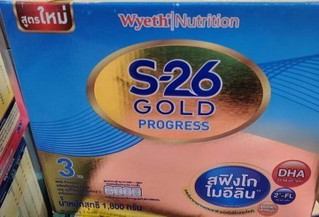 สูตรใหม่
Wyeth Nutrition
S-26
GOLD
PROGRESS
3
DHA
สฟิงโก
ไมอีลิน
2'-FL
น้ำหนักสุทธิ 1,800 กรัม